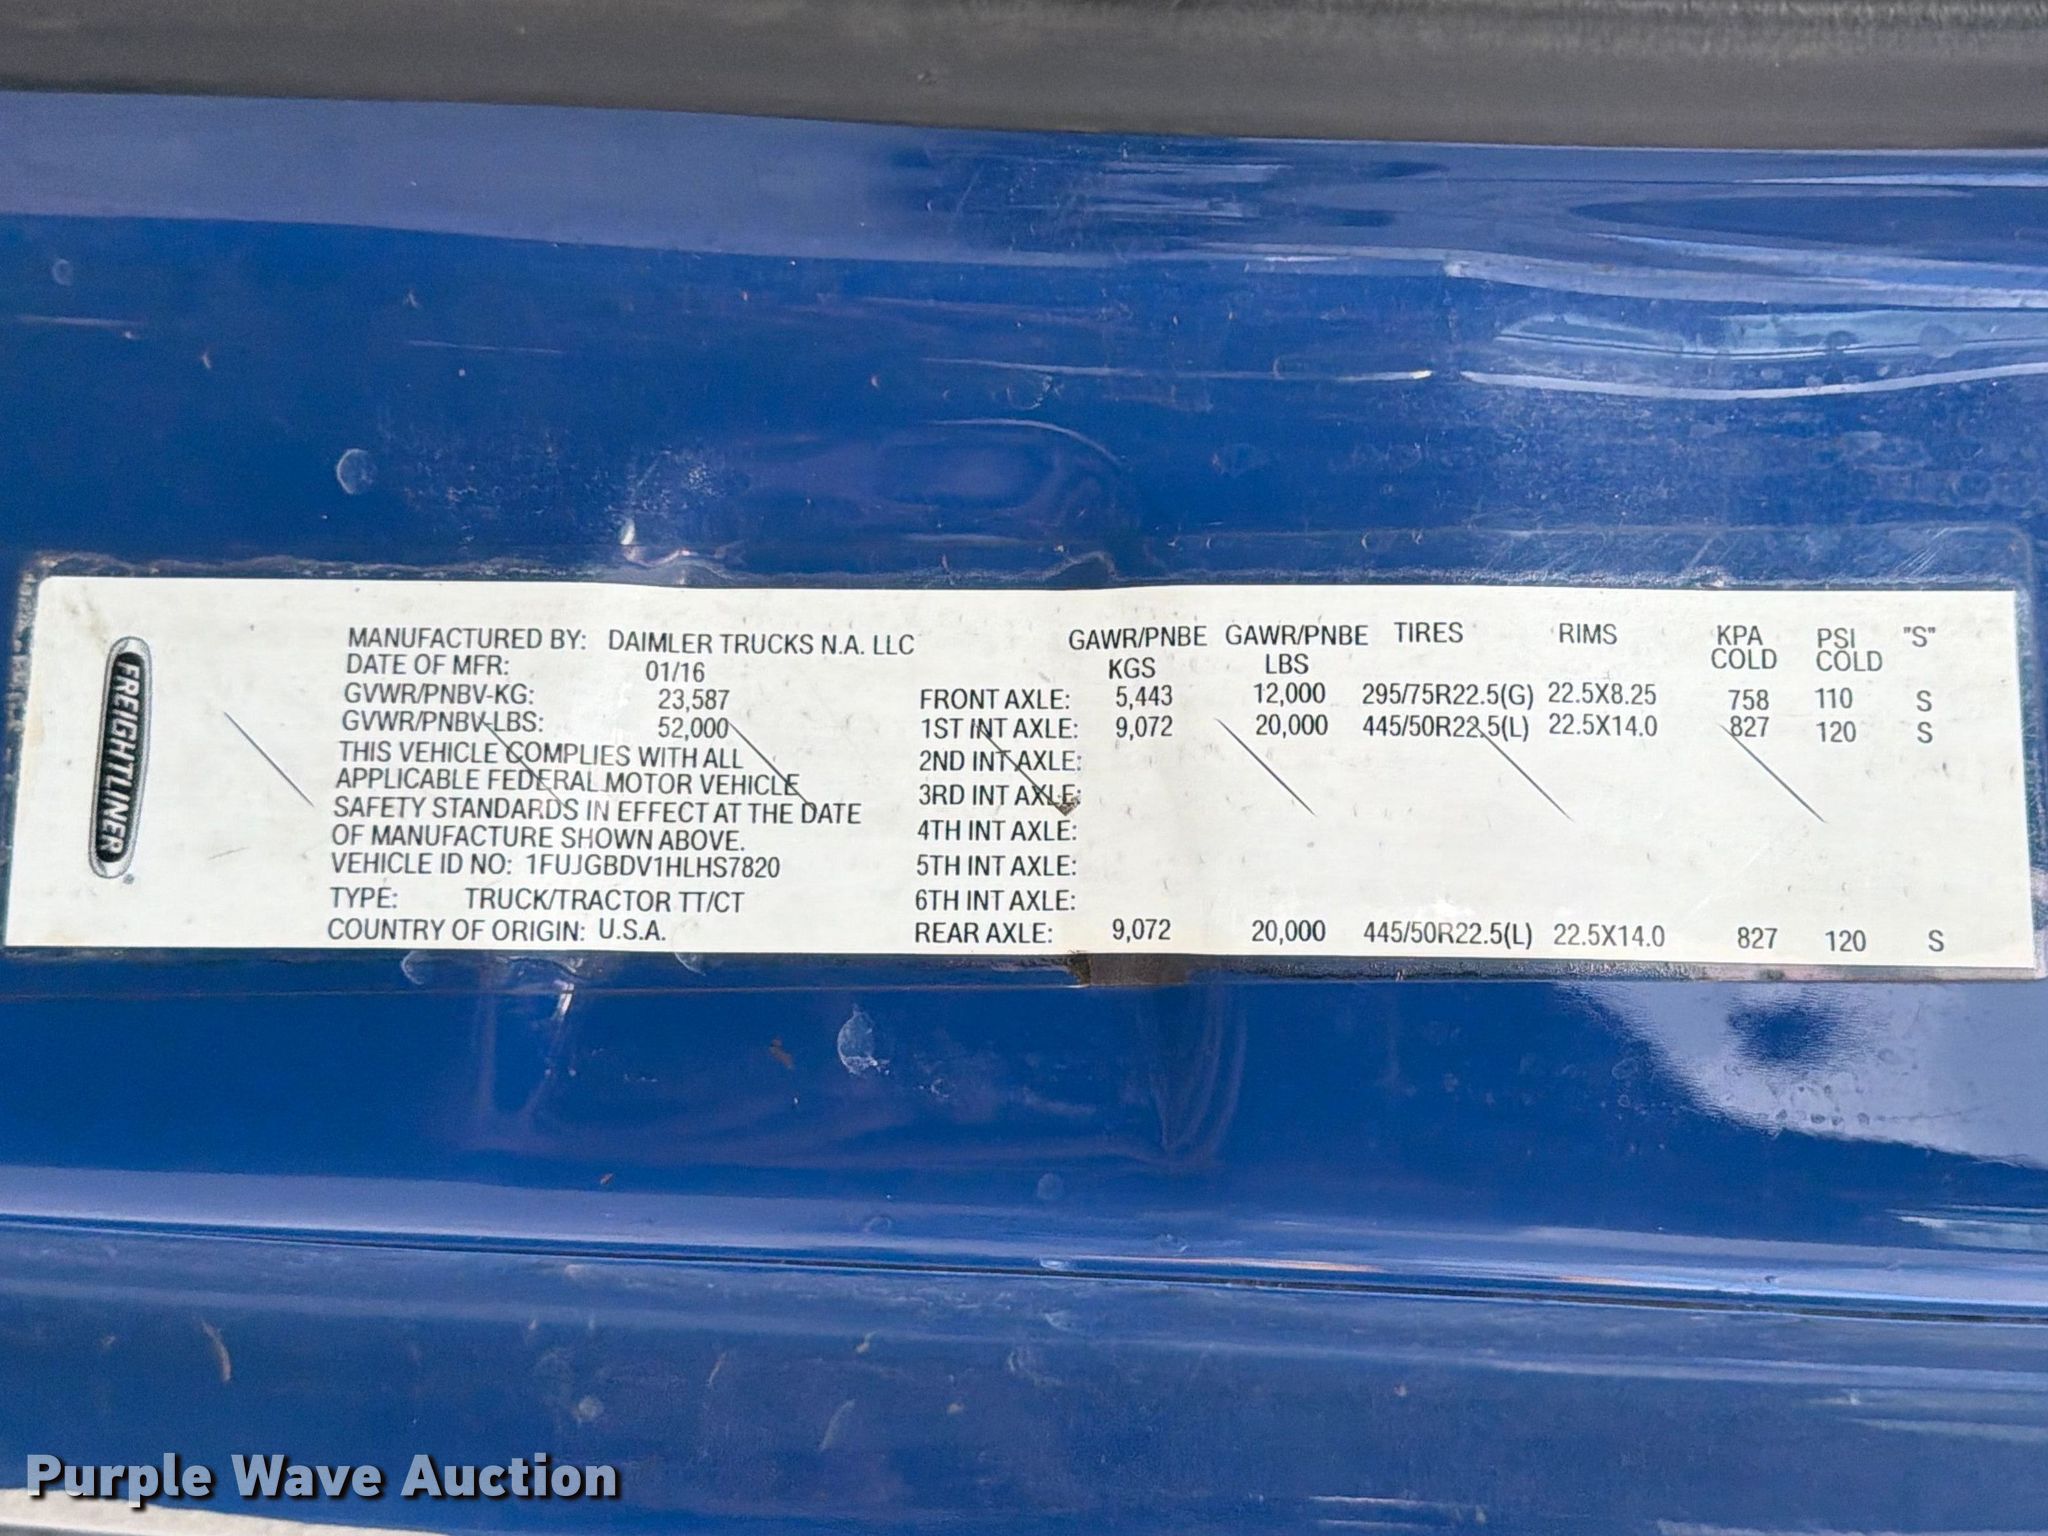 FREIGHTLINER
MANUFACTURED BY: DAIMLER TRUCKS N.A. LLC
DATE OF MFR: 01/16
GVWR/PNBV-KG: 23,587
GVWR/PNBV-LBS: 52,000
THIS VEHICLE COMPLIES WITH ALL
APPLICABLE FEDERAL MOTOR VEHICLE
SAFETY STANDARDS IN EFFECT AT THE DATE
OF MANUFACTURE SHOWN ABOVE.
VEHICLE ID NO: 1FUJGBDV1HLHS7820
TYPE: TRUCK/TRACTOR TT/CT
COUNTRY OF ORIGIN: U.S.A.
GAWR/PNBE GAWR/PNBE TIRES RIMS KPA PSI "S"
KGS LBS COLD COLD
FRONT AXLE: 5,443 12,000 295/75R22.5(G) 22.5X8.25 758 110 S
1ST INT AXLE: 9,072 20,000 445/50R22.5(L) 22.5X14.0 827 120 S
2ND INT AXLE:
3RD INT AXLE:
4TH INT AXLE:
5TH INT AXLE:
6TH INT AXLE:
REAR AXLE: 9,072 20,000 445/50R22.5(L) 22.5X14.0 827 120 S
Purple Wave Auction